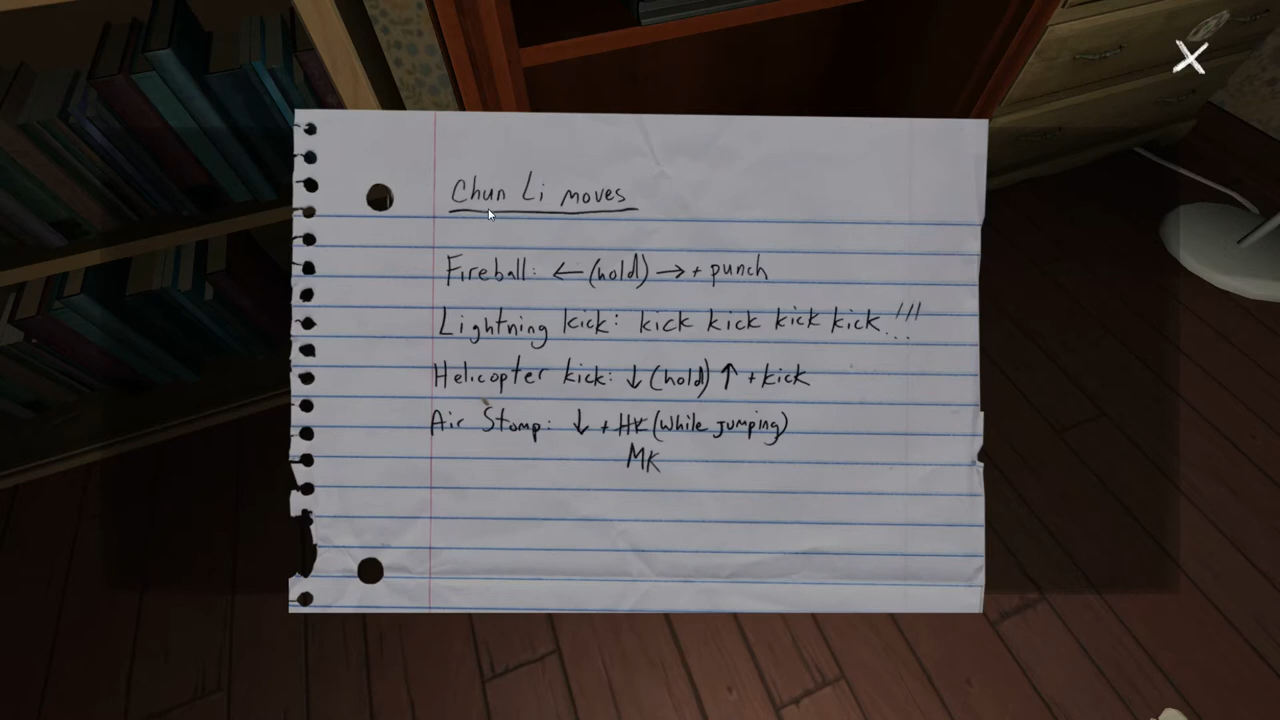 Chun Li moves
Fireball: ← (hold) → + punch
Lightning kick: kick kick kick kick!!!
Helicopter kick: ↓ (hold) ↑ + kick
Air Stomp: ↓ + HK (while jumping)
MK